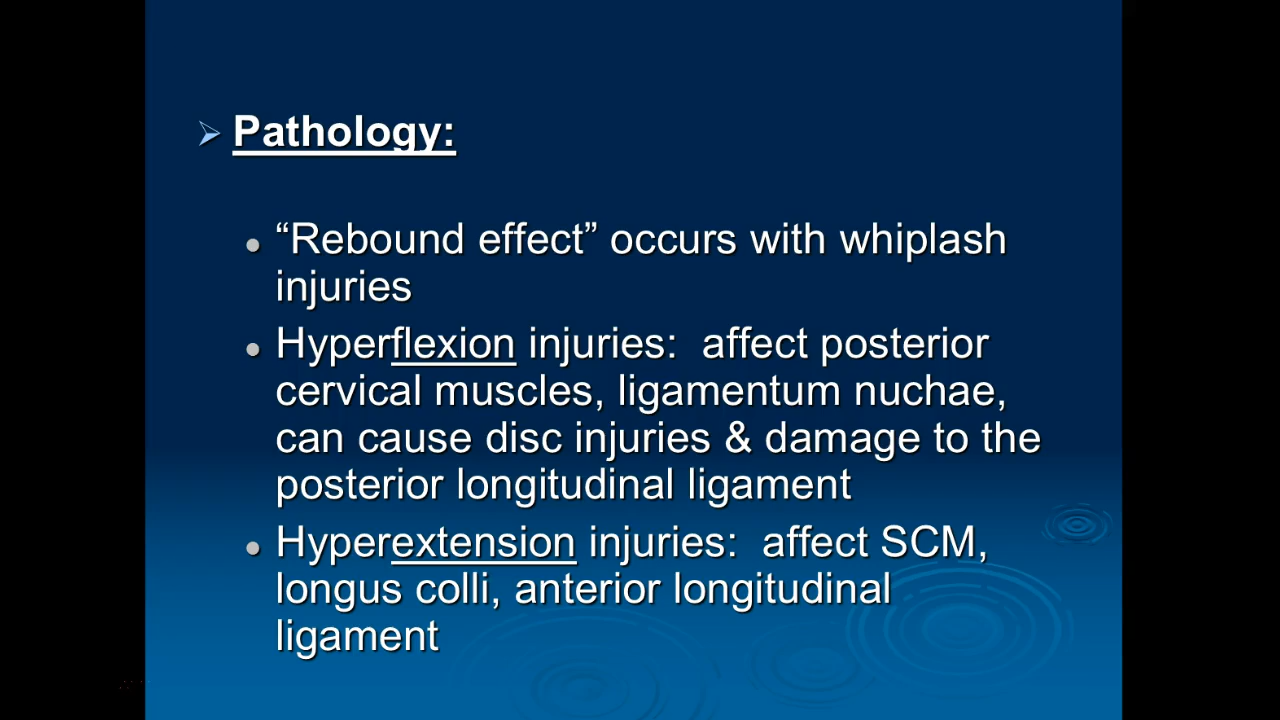 Pathology:
“Rebound effect” occurs with whiplash
injuries
Hyperflexion injuries: affect posterior
cervical muscles, ligamentum nuchae,
can cause disc injuries & damage to the
posterior longitudinal ligament
Hyperextension injuries: affect SCM,
longus colli, anterior longitudinal
ligament